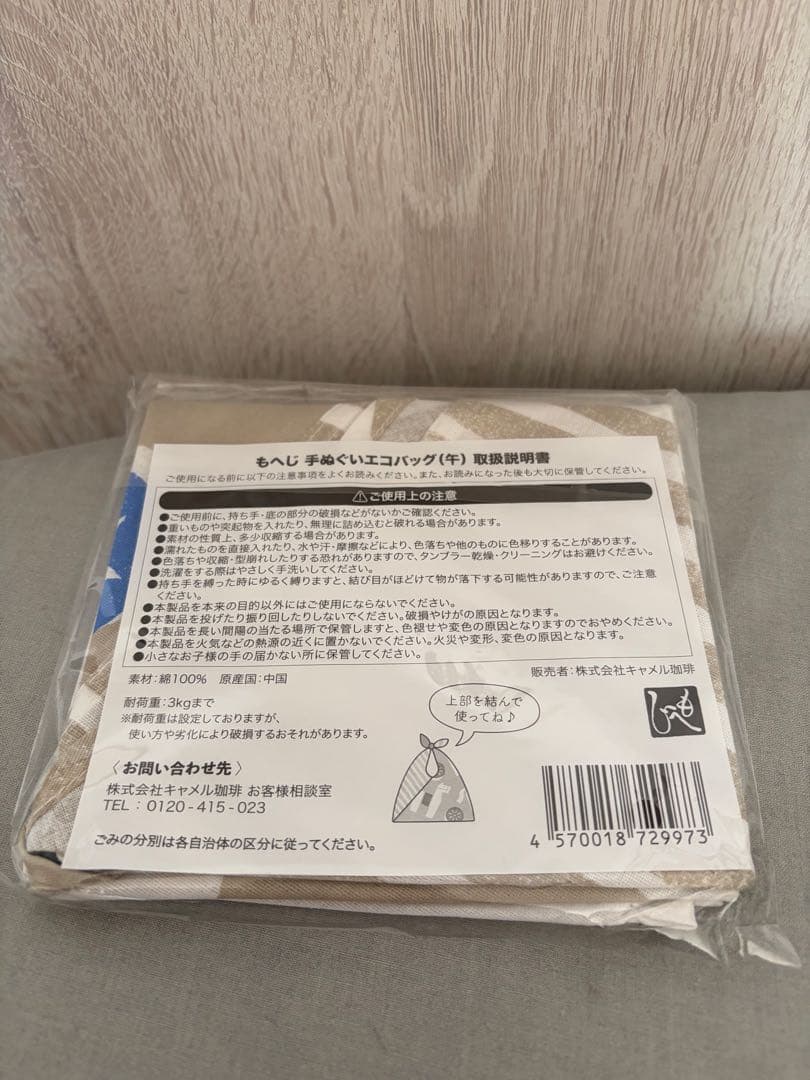 もへじ 手ぬぐいエコバッグ(午) 取扱説明書
ご使用になる前に以下の注意事項をよくお読みください。また、お読みになった後も大切に保管してください。
⚠ご使用上の注意
●ご使用前に、持ち手・底の部分の破損などがないかご確認ください。
●重いものや突起物を入れたり、無理に詰め込むと破れる場合があります。
●素材の性質上、多少収縮する場合があります。
●濡れたものを直接入れたり、水や汗・摩擦などにより、色落ちや他のものに色移りすることがあります。
●色落ちや収縮・型崩れしたりする恐れがありますので、タンブラー乾燥・クリーニングはお避けください。
●洗濯をする際はやさしく手洗いしてください。
●持ち手を縛った時にゆるく縛りますと、結び目がほどけて物が落下する可能性がありますので、ご注意
ください。
●本製品を本来の目的以外にはご使用にならないでください。
●本製品を投げたり振り回したりしないでください。破損やけがの原因となります。
●本製品を長い間陽の当たる場所で保管しますと、色褪せや変色の原因となりますのでおやめください。
●本製品を火気などの熱源の近くに置かないでください。火災や変形、変色の原因となります。
●小さなお子様の手の届かない所に保管してください。
素材:綿100% 原産国:中国
販売者:株式会社キャメル珈琲
耐荷重:3kgまで
※耐荷重は設定しておりますが、
使い方や劣化により破損するおそれがあります。
上部を結んで
使ってね♪
もへじ
〈お問い合わせ先〉
株式会社キャメル珈琲 お客様相談室
TEL : 0120-415-023
ごみの分別は各自治体の区分に従ってください。
4 570018 729973